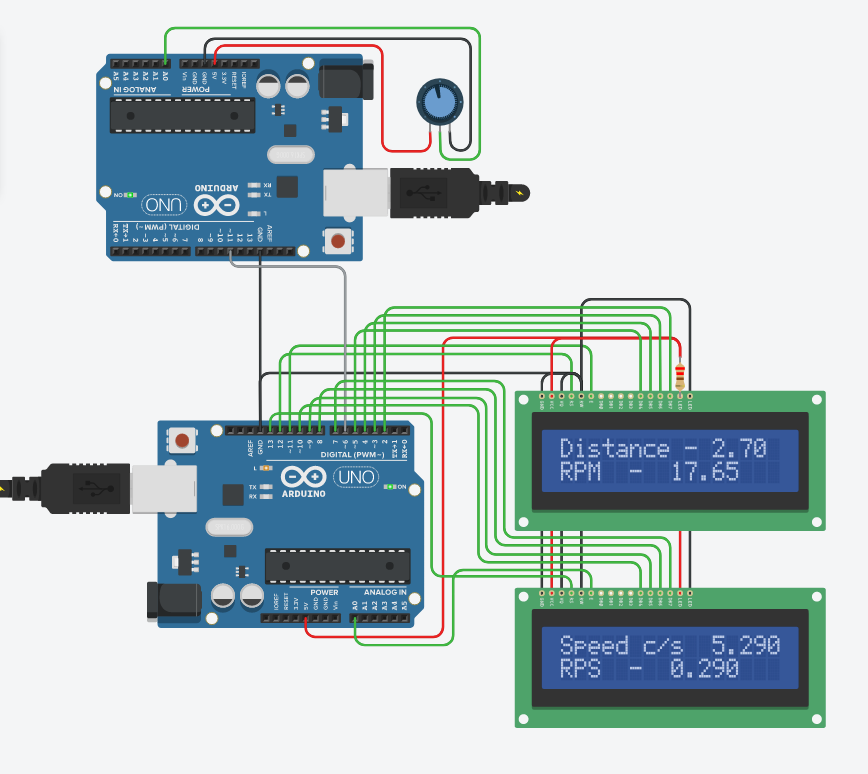 A5 A4 A3 A2 A1 A0 Vin GND GND 5V 3.3V RESET IOREF
ANALOG IN POWER
RX
TX
ON UNO ARDUINO
L
DIGITAL (PWM~)
RX←0 TX→1 2 ~3 4 ~5 ~6 7 8 ~9 ~10 ~11 12 13 GND AREF
AREF GND 13 12 ~11 ~10 ~9 8 7 ~6 ~5 4 ~3 2 TX→1 RX←0
DIGITAL (PWM~)
L
UNO
ON
TX
RX
ARDUINO
POWER ANALOG IN
IOREF RESET 3.3V 5V GND GND Vin A0 A1 A2 A3 A4 A5
Distance - 2.70
RPM - 17.65
Speed c/s 5.290
RPS - 0.290